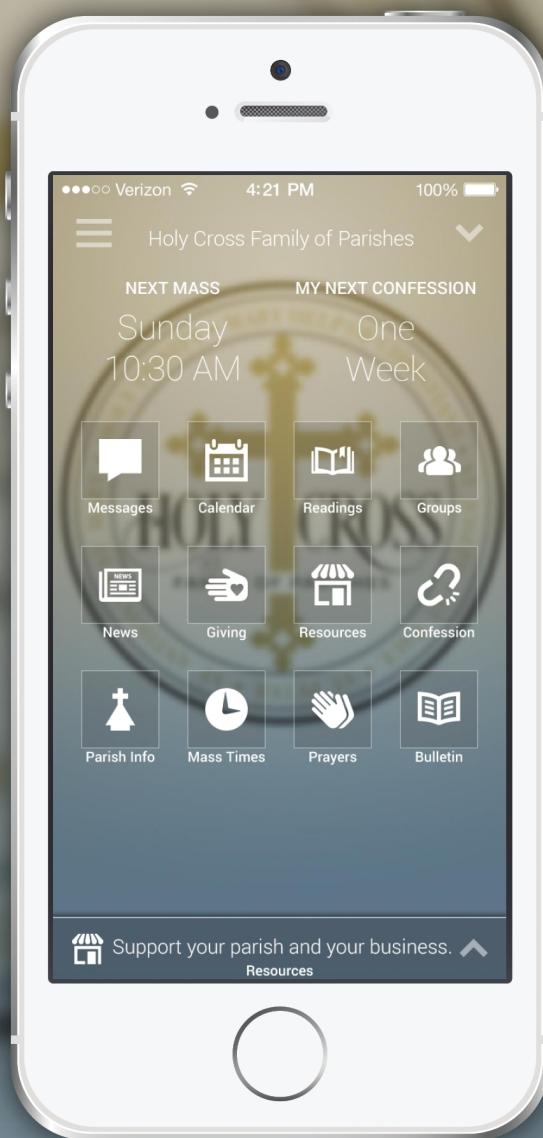 Verizon 4:21 PM 100%
Holy Cross Family of Parishes
NEXT MASS MY NEXT CONFESSION
Sunday One
10:30 AM Week
Messages Calendar Readings Groups
HOLY CROSS
NEWS
News Giving Resources Confession
Parish Info Mass Times Prayers Bulletin
Support your parish and your business.
Resources